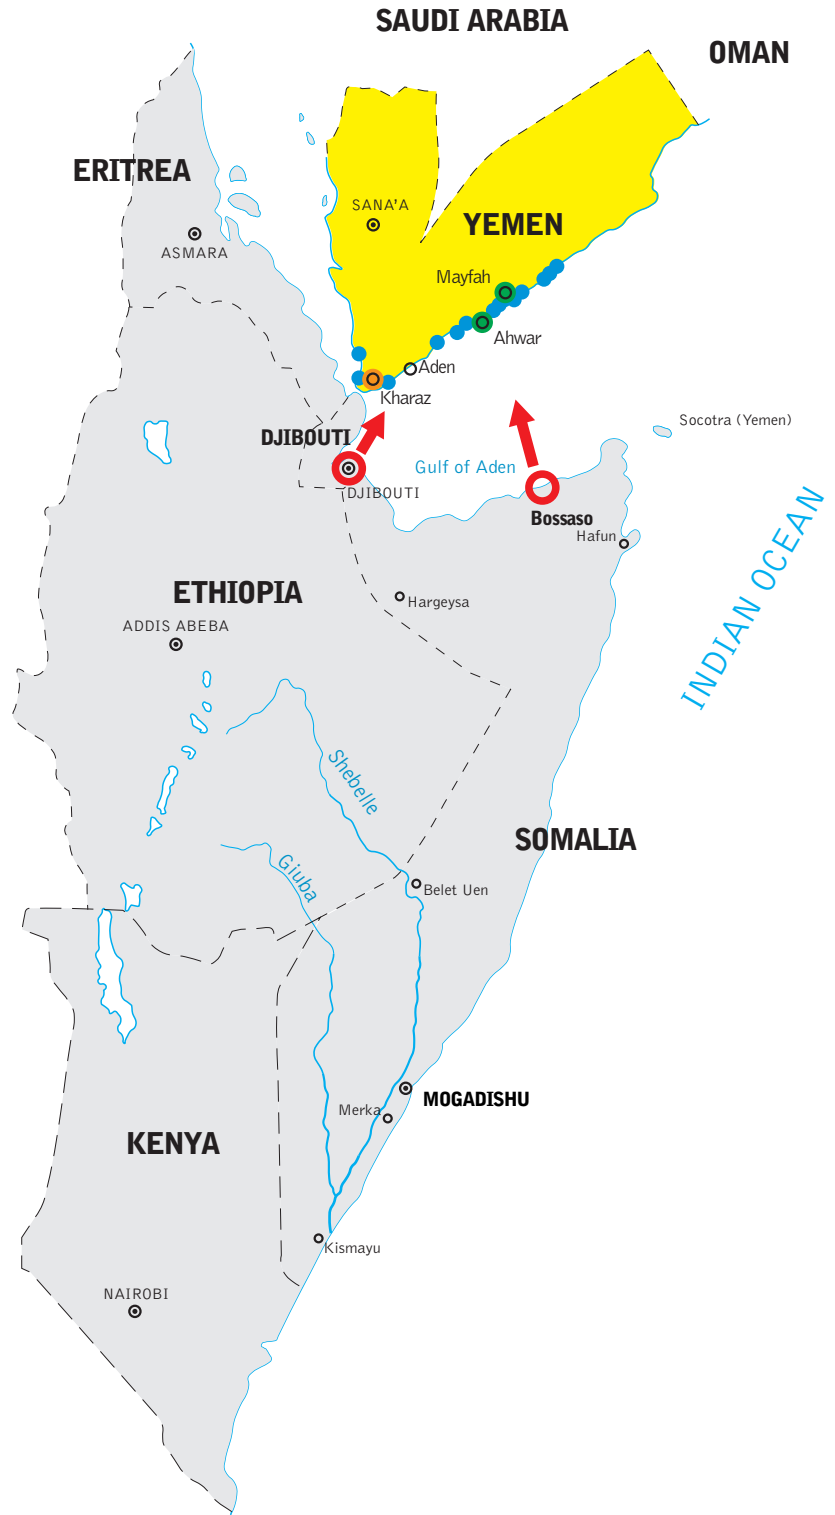 SAUDI ARABIA
OMAN
ERITREA
SANA'A
YEMEN
ASMARA
Mayfah
Ahwar
Aden
Kharaz
Socotra (Yemen)
DJIBOUTI
Gulf of Aden
DJIBOUTI
Bossaso
Hafun
INDIAN OCEAN
ETHIOPIA
Hargeysa
ADDIS ABEBA
Shebelle
SOMALIA
Giuba
Belet Uen
MOGADISHU
Merka
KENYA
Kismayu
NAIROBI